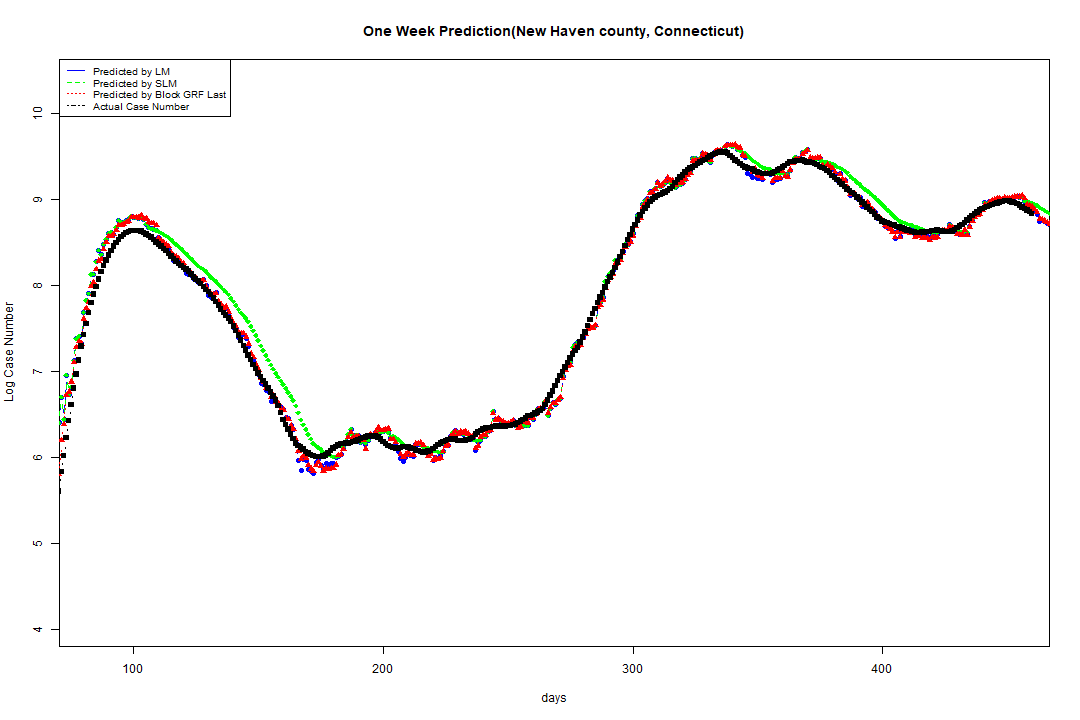 One Week Prediction(New Haven county, Connecticut)
Predicted by LM
Predicted by SLM
Predicted by Block GRF Last
Actual Case Number
10
9
8
7
6
5
4
Log Case Number
100 200 300 400
days